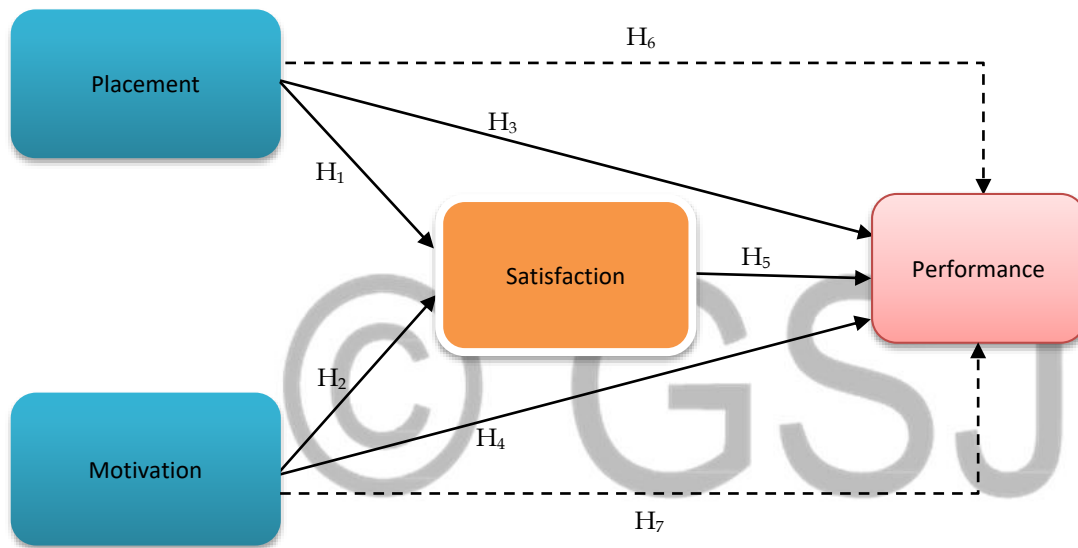 H₆
Placement
H₃
H₁
H₅
Satisfaction
Performance
H₂
H₄
Motivation
H₇
© GSJ